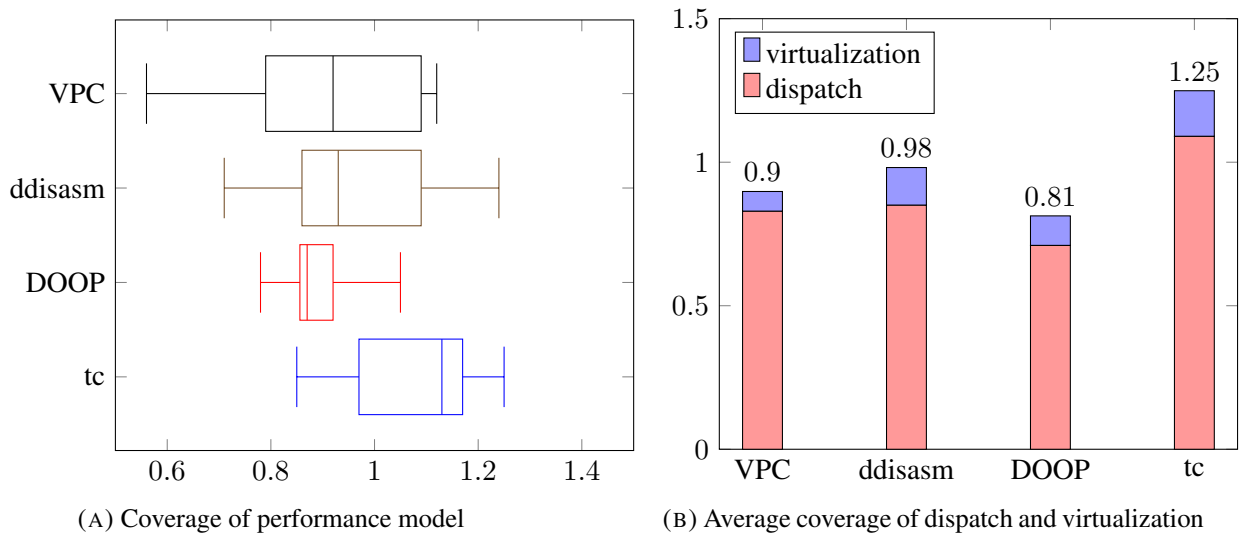 VPC
ddisasm
DOOP
tc
0.6 0.8 1 1.2 1.4
(A) Coverage of performance model
1.5
1
0.5
0
virtualization
dispatch
0.9
0.98
0.81
1.25
VPC ddisasm DOOP tc
(B) Average coverage of dispatch and virtualization